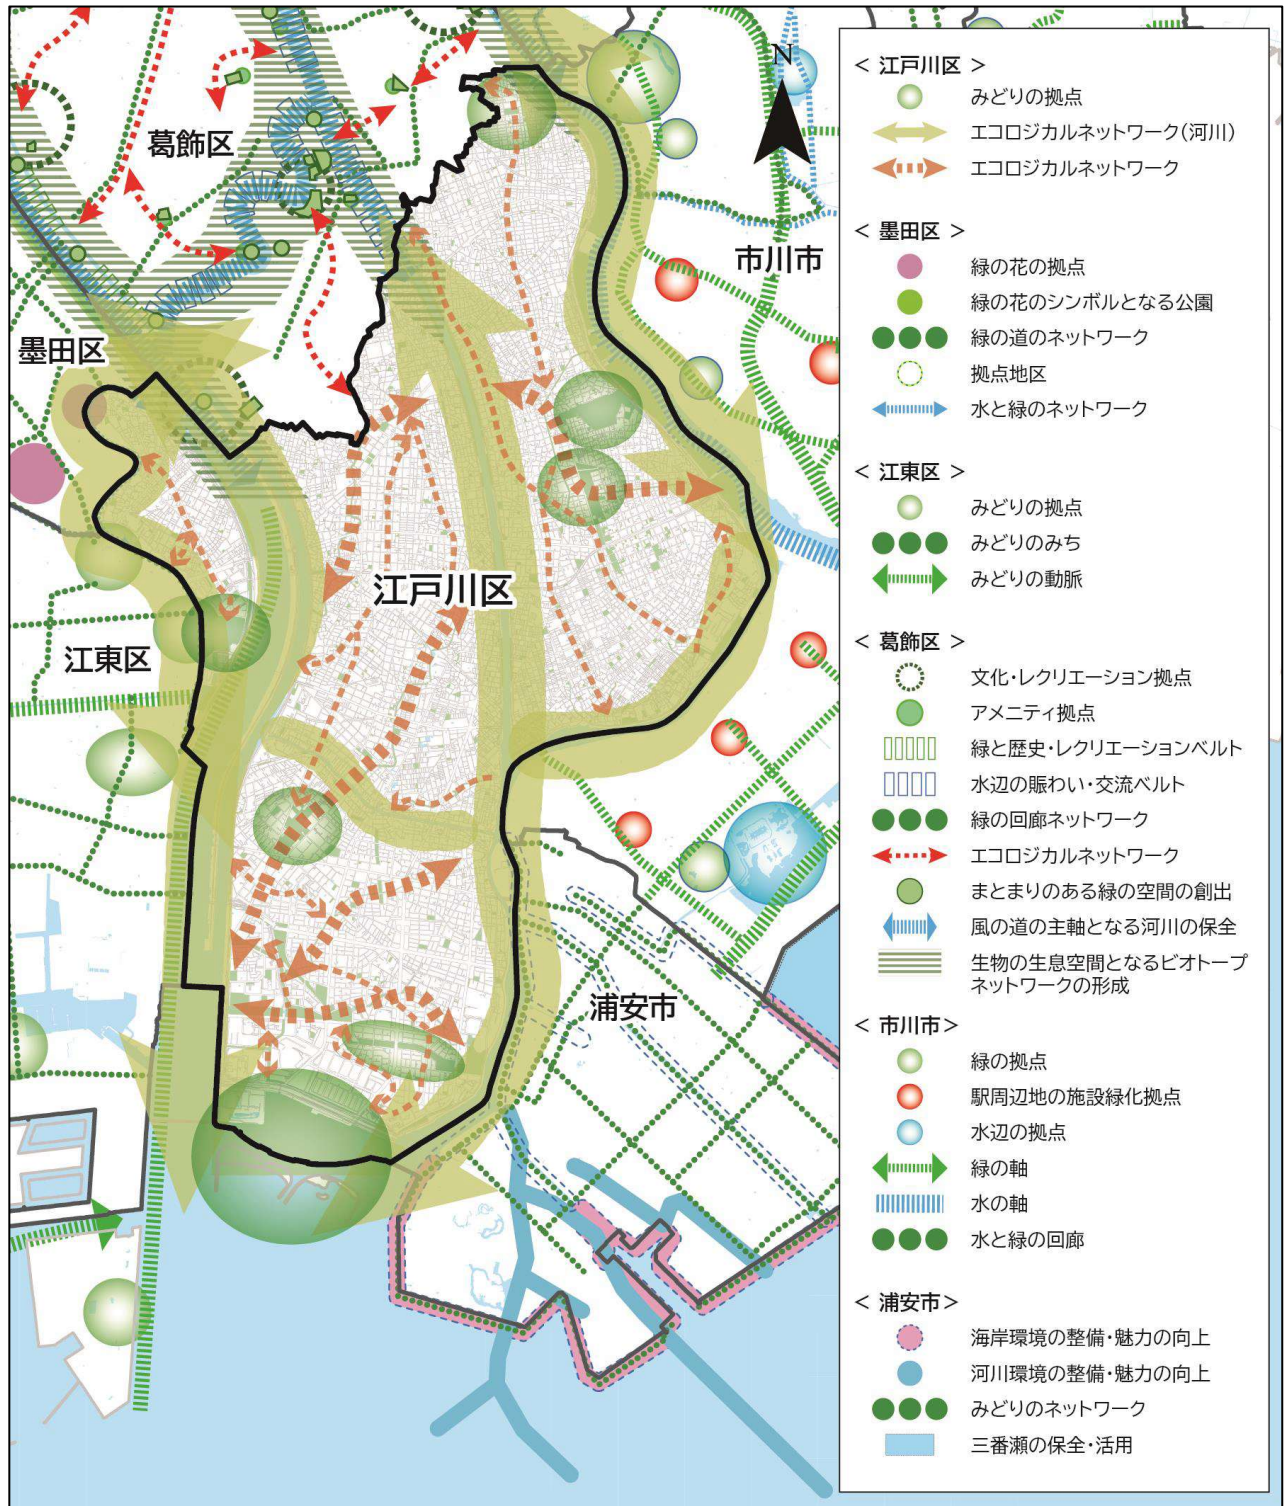 N
葛飾区
墨田区
市川市
江戸川区
江東区
浦安市
< 江戸川区 >
みどりの拠点
エコロジカルネットワーク(河川)
エコロジカルネットワーク
< 墨田区 >
緑の花の拠点
緑の花のシンボルとなる公園
緑の道のネットワーク
拠点地区
水と緑のネットワーク
< 江東区 >
みどりの拠点
みどりのみち
みどりの動脈
< 葛飾区 >
文化・レクリエーション拠点
アメニティ拠点
緑と歴史・レクリエーションベルト
水辺の賑わい・交流ベルト
緑の回廊ネットワーク
エコロジカルネットワーク
まとまりのある緑の空間の創出
風の道の主軸となる河川の保全
生物の生息空間となるビオトープ
ネットワークの形成
< 市川市 >
緑の拠点
駅周辺地の施設緑化拠点
水辺の拠点
緑の軸
水の軸
水と緑の回廊
< 浦安市 >
海岸環境の整備・魅力の向上
河川環境の整備・魅力の向上
みどりのネットワーク
三番瀬の保全・活用